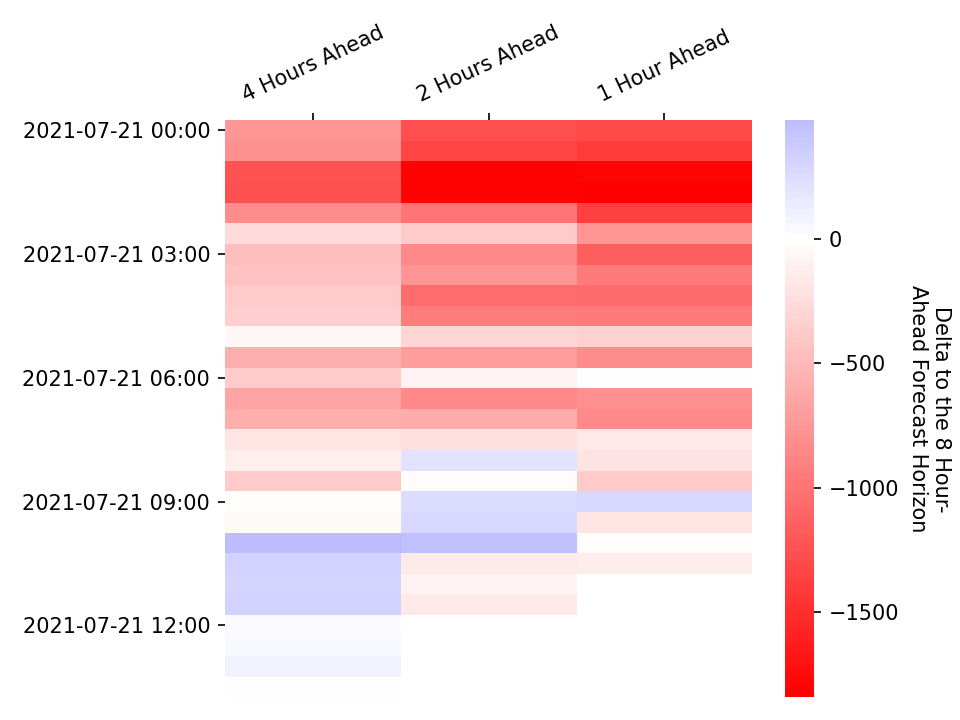 4 Hours Ahead
2 Hours Ahead
1 Hour Ahead
2021-07-21 00:00
2021-07-21 03:00
2021-07-21 06:00
2021-07-21 09:00
2021-07-21 12:00
0
−500
−1000
−1500
Delta to the 8 Hour-
Ahead Forecast Horizon